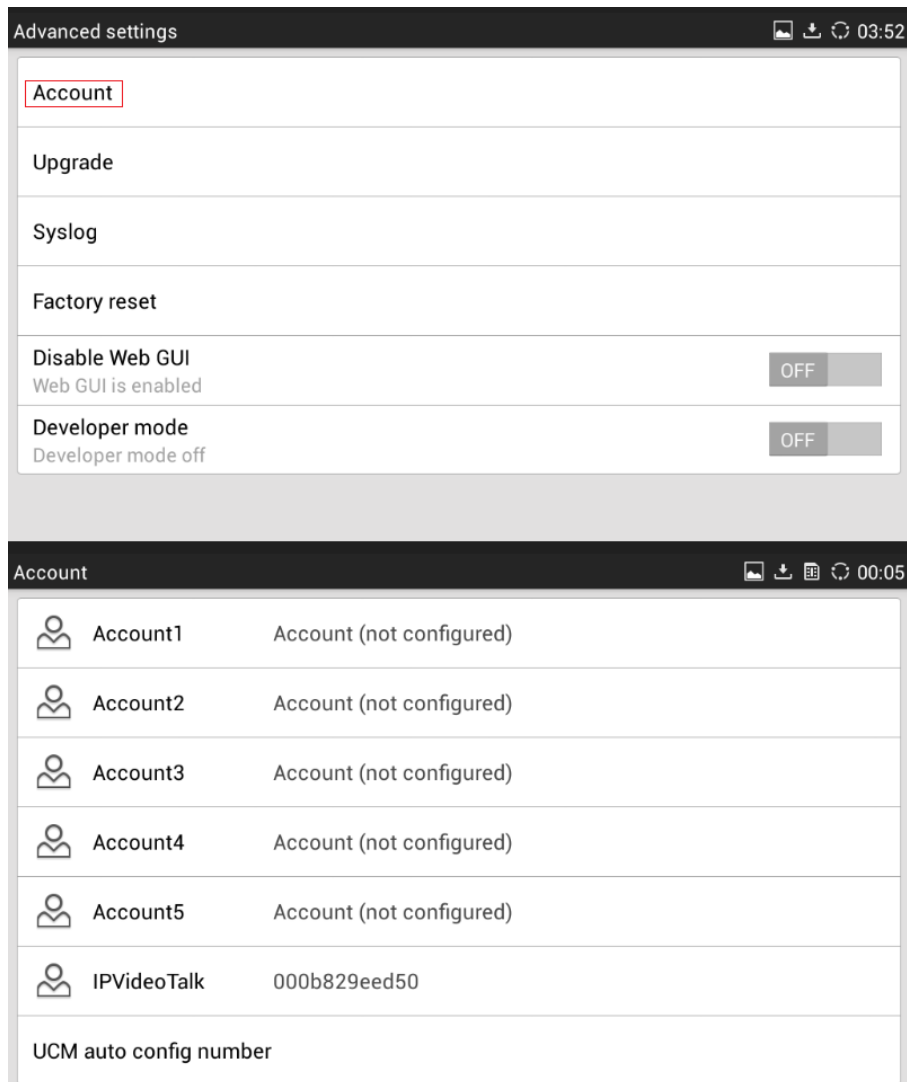 Advanced settings 03:52
Account
Upgrade
Syslog
Factory reset
Disable Web GUI
Web GUI is enabled
OFF
Developer mode
Developer mode off
OFF
Account 00:05
Account1 Account (not configured)
Account2 Account (not configured)
Account3 Account (not configured)
Account4 Account (not configured)
Account5 Account (not configured)
IPVideoTalk 000b829eed50
UCM auto config number